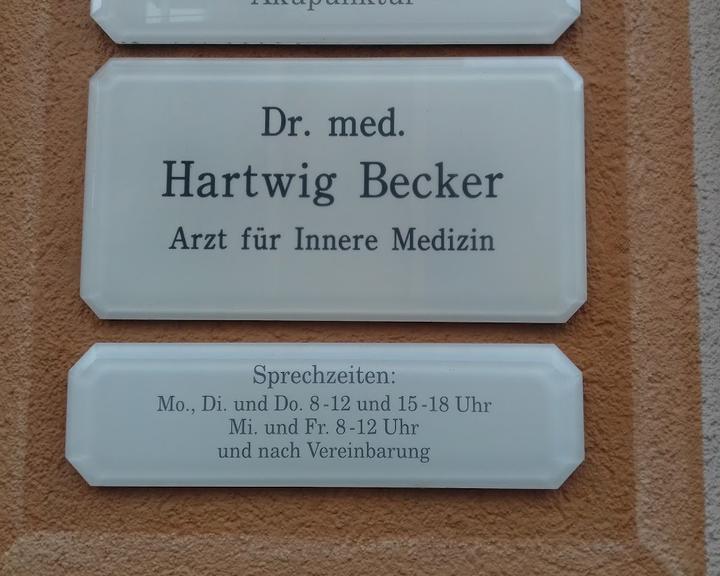 Akupunktur
Dr. med.
Hartwig Becker
Arzt für Innere Medizin
Sprechzeiten:
Mo., Di. und Do. 8-12 und 15-18 Uhr
Mi. und Fr. 8-12 Uhr
und nach Vereinbarung